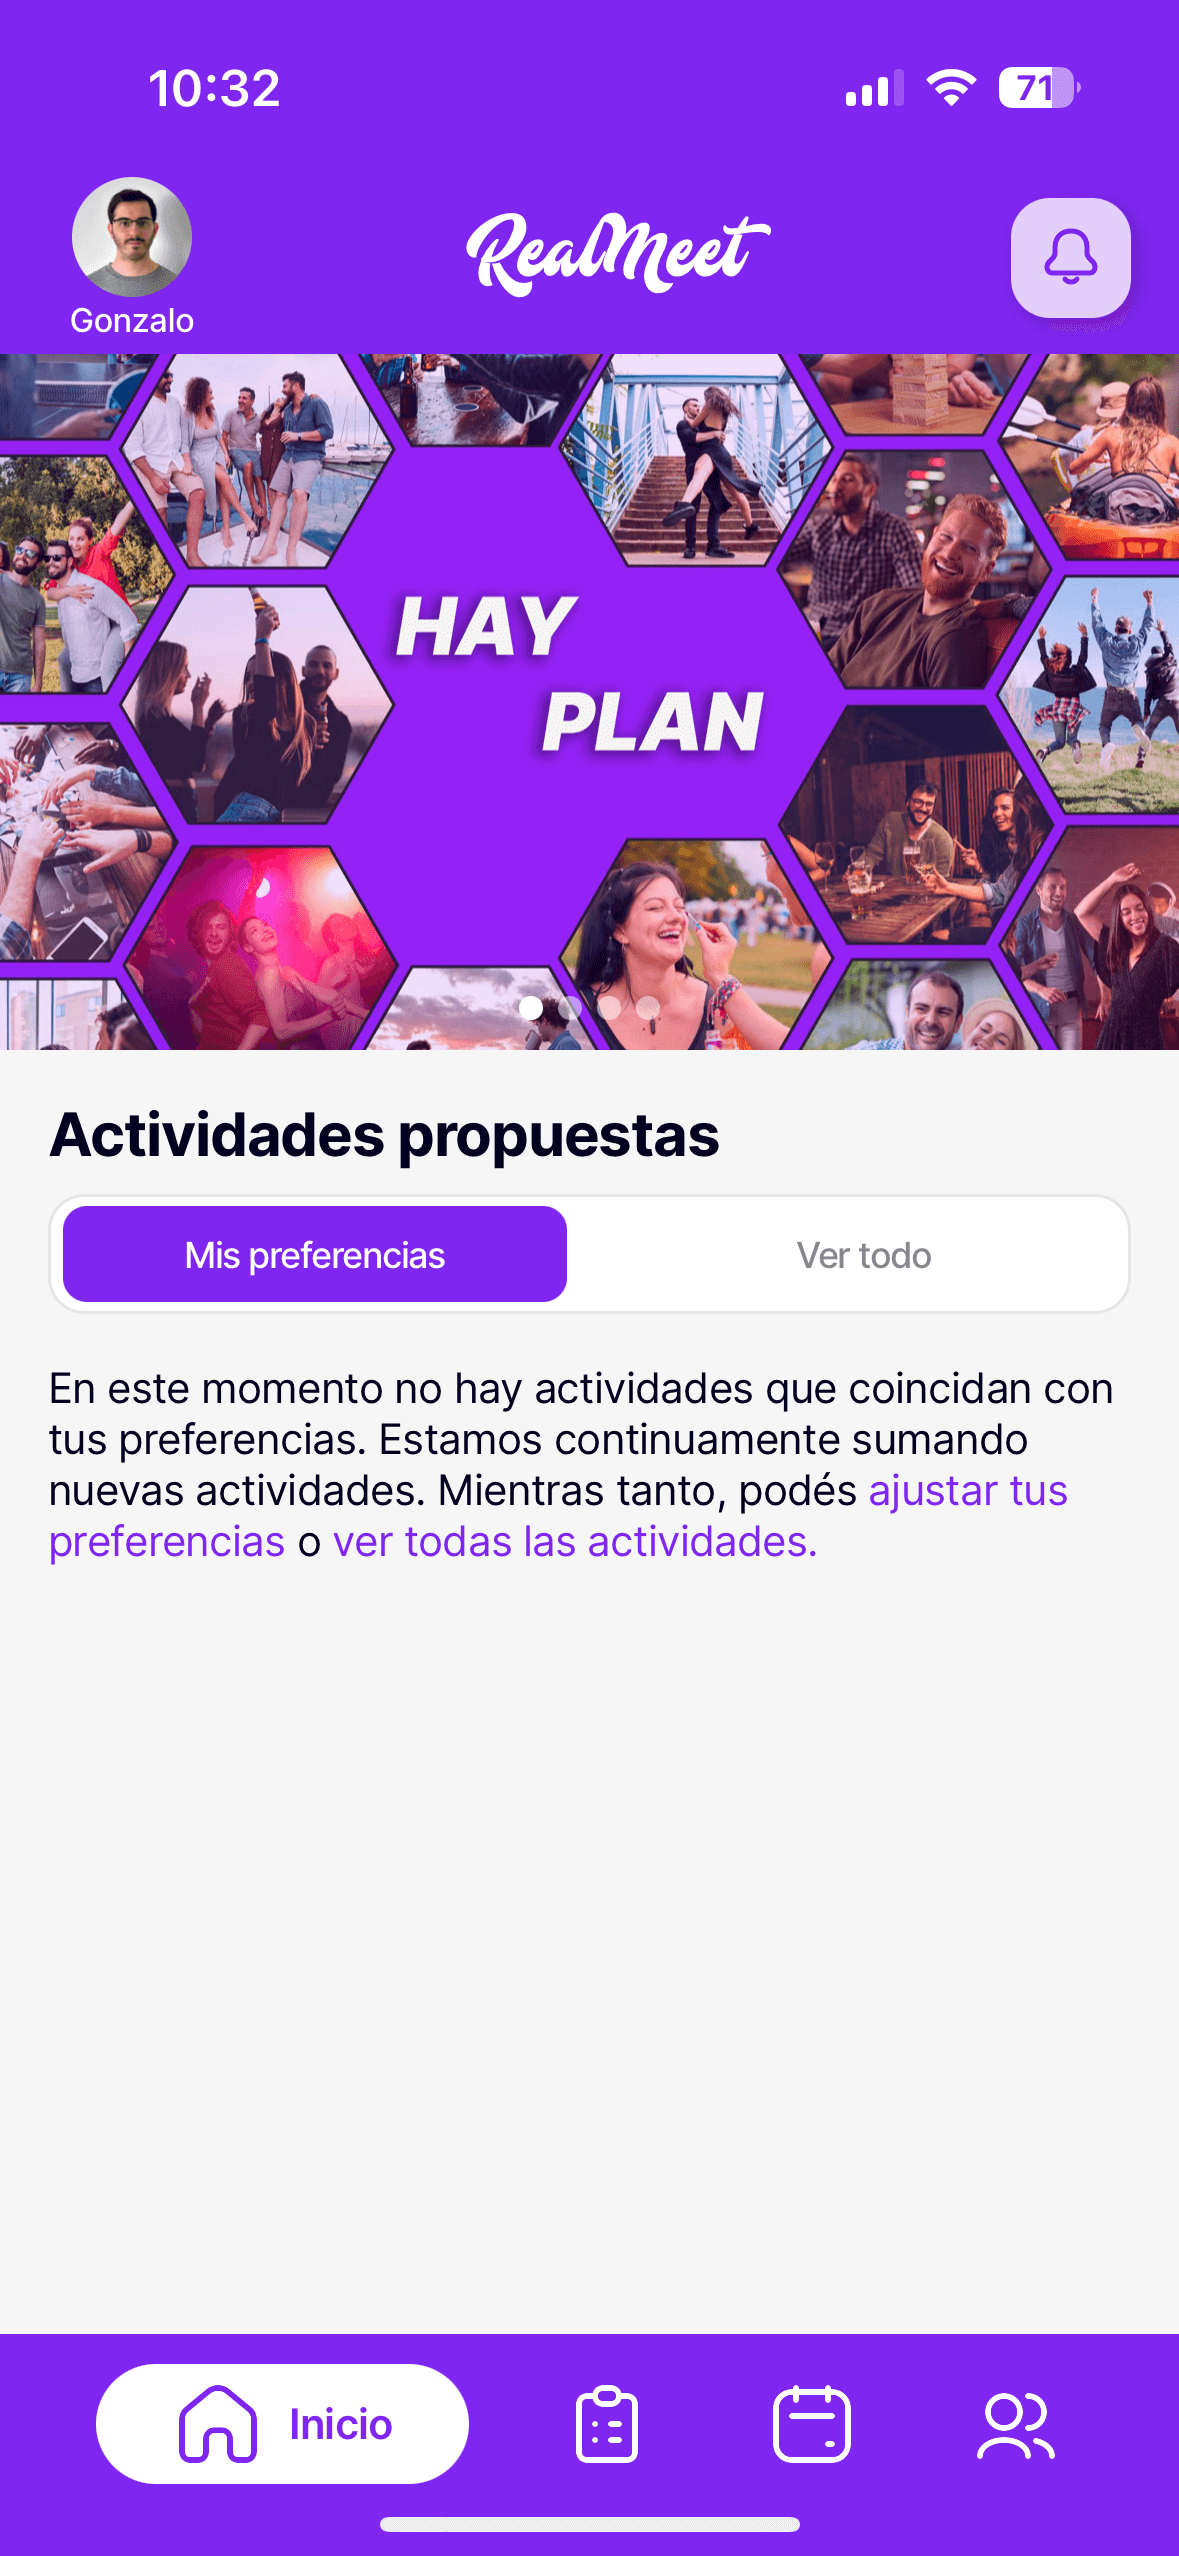 10:32
71
Gonzalo
RealMeet
HAY
PLAN
Actividades propuestas
Mis preferencias
Ver todo
En este momento no hay actividades que coincidan con
tus preferencias. Estamos continuamente sumando
nuevas actividades. Mientras tanto, podés ajustar tus
preferencias o ver todas las actividades.
Inicio